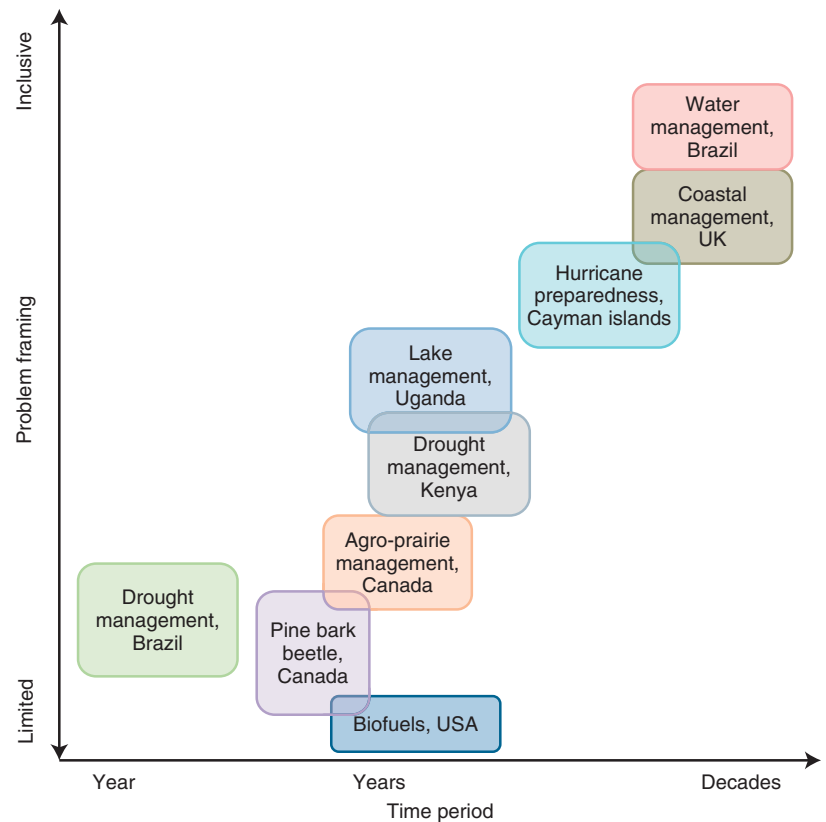 Inclusive
Problem framing
Limited
Water
management,
Brazil
Coastal
management,
UK
Hurricane
preparedness,
Cayman islands
Lake
management,
Uganda
Drought
management,
Kenya
Agro-prairie
management,
Canada
Drought
management,
Brazil
Pine bark
beetle,
Canada
Biofuels, USA
Year
Years
Decades
Time period